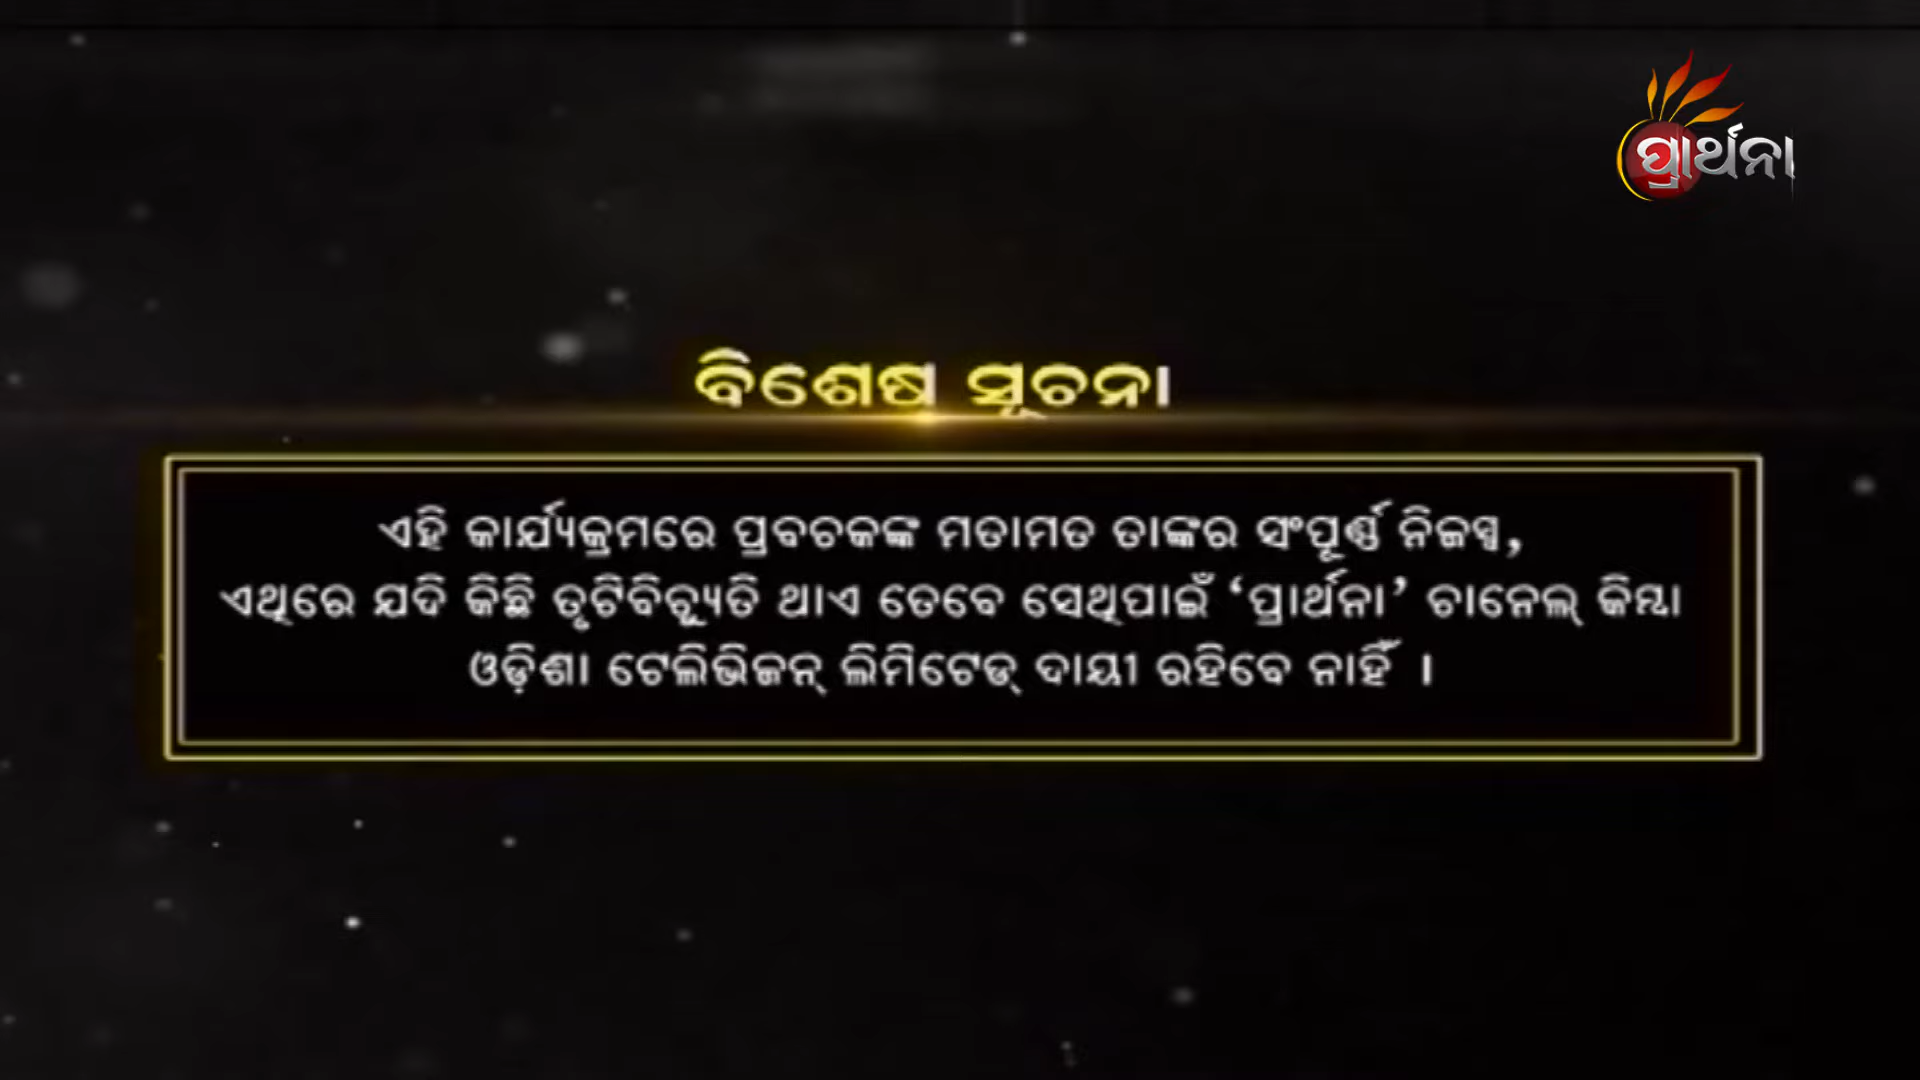 ପ୍ରାର୍ଥନା
ବିଶେଷ ସୂଚନା
ଏହି କାର୍ଯ୍ୟକ୍ରମରେ ପ୍ରବଚକଙ୍କ ମତାମତ ତାଙ୍କର ସଂପୂର୍ଣ୍ଣ ନିଜସ୍ୱ,
ଏଥିରେ ଯଦି କିଛି ତୃଟିବିଚ୍ୟୁତି ଥାଏ ତେବେ ସେଥିପାଇଁ ‘ପ୍ରାର୍ଥନା’ ଚାନେଲ୍ କିମ୍ୱା
ଓଡ଼ିଶା ଟେଲିଭିଜନ୍ ଲିମିଟେଡ୍ ଦାୟୀ ରହିବେ ନାହିଁ ।